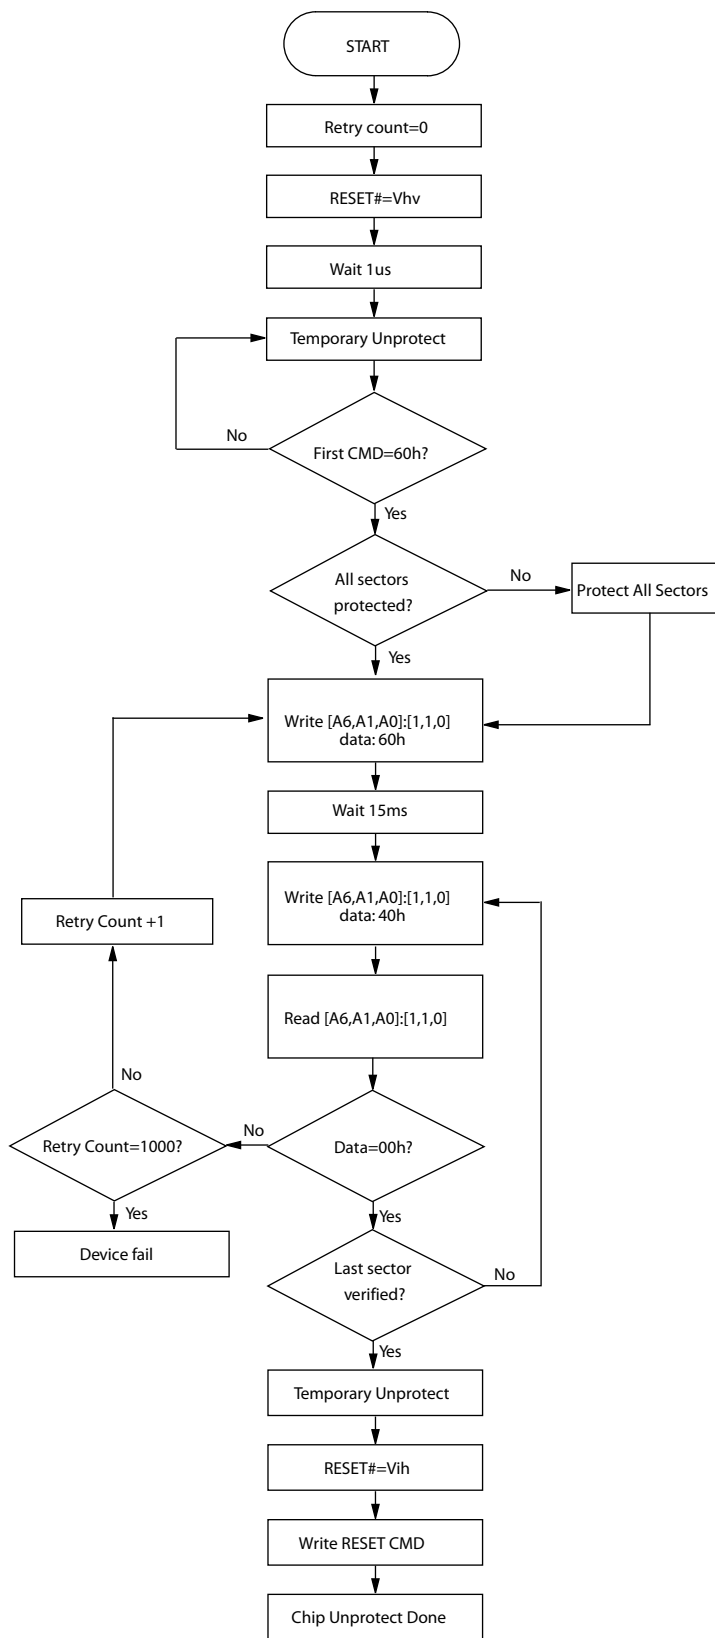 START
Retry count=0
RESET#=Vhv
Wait 1us
Temporary Unprotect
No
First CMD=60h?
Yes
All sectors
protected?
No
Protect All Sectors
Yes
Write [A6,A1,A0]:[1,1,0]
data: 60h
Wait 15ms
Write [A6,A1,A0]:[1,1,0]
data: 40h
Retry Count +1
Read [A6,A1,A0]:[1,1,0]
No
Retry Count=1000?
No
Data=00h?
Yes
Yes
Device fail
Last sector
verified?
No
Yes
Temporary Unprotect
RESET#=Vih
Write RESET CMD
Chip Unprotect Done